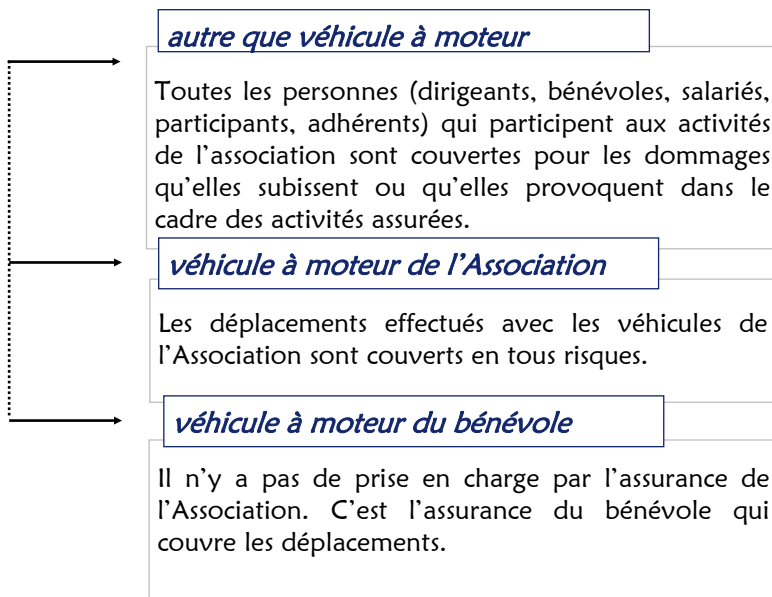 autre que véhicule à moteur
Toutes les personnes (dirigeants, bénévoles, salariés,
participants, adhérents) qui participent aux activités
de l’association sont couvertes pour les dommages
qu’elles subissent ou qu’elles provoquent dans le
cadre des activités assurées.
véhicule à moteur de l’Association
Les déplacements effectués avec les véhicules de
l’Association sont couverts en tous risques.
véhicule à moteur du bénévole
Il n’y a pas de prise en charge par l’assurance de
l’Association. C’est l’assurance du bénévole qui
couvre les déplacements.